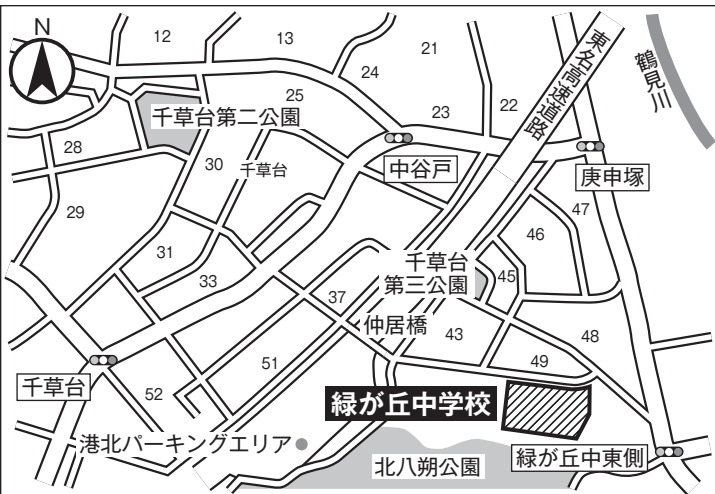 N
12
13
21
24
東名高速道路
鶴見川
25
23
22
千草台第二公園
28
30
千草台
中谷戸
庚申塚
29
47
46
31
千草台
第三公園
45
33
37
仲居橋
43
48
51
49
千草台
52
緑が丘中学校
港北パーキングエリア
北八朔公園
緑が丘中東側